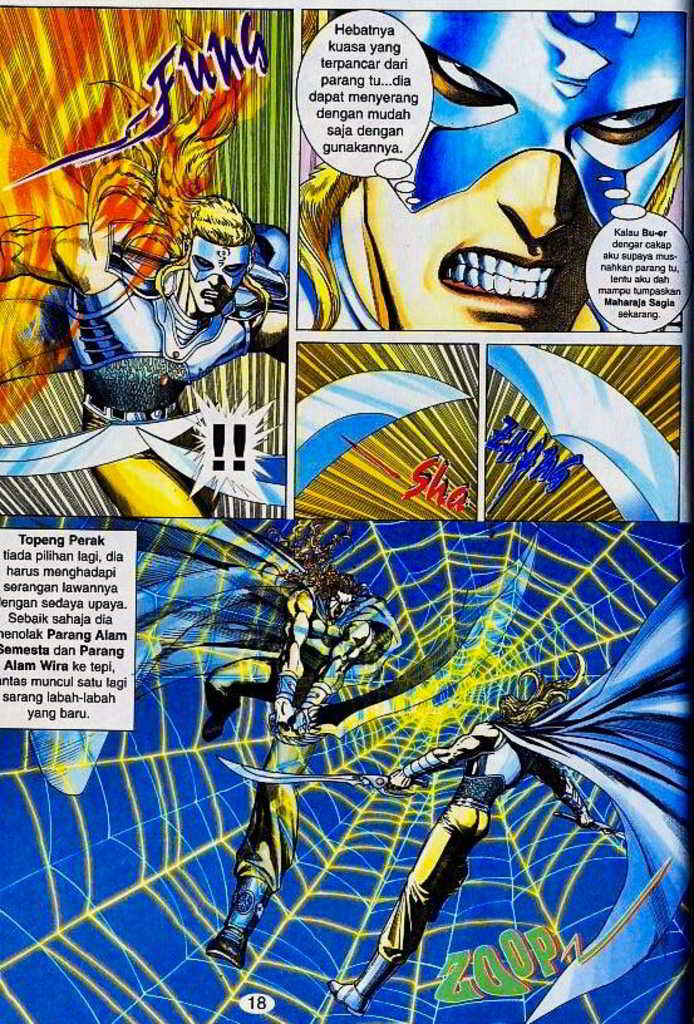 FUNG
Hebatnya
kuasa yang
terpancar dari
parang tu...dia
dapat menyerang
dengan mudah
saja dengan
gunakannya.
Kalau Bu-er
dengar cakap
aku supaya mus-
nahkan parang tu,
tentu aku dah
mampu tumpaskan
Maharaja Sagia
sekarang.
!!
Sha
Topeng Perak
tiada pilihan lagi, dia
harus menghadapi
serangan lawannya
dengan sedaya upaya.
Sebaik sahaja dia
menolak Parang Alam
Semesta dan Parang
Alam Wira ke tepi,
muncul satu lagi
sarang labah-labah
yang baru.
ZOOP
18